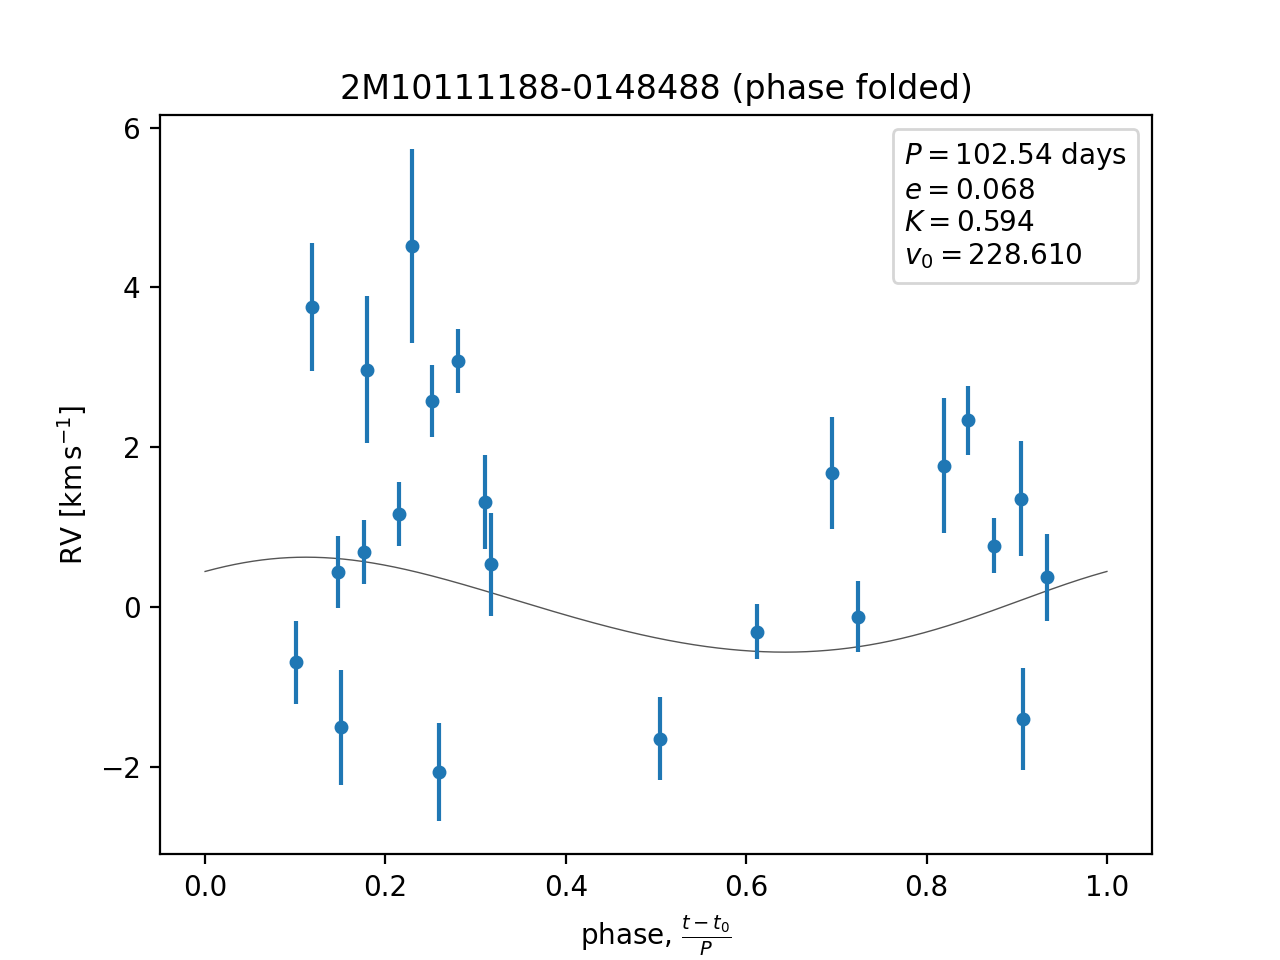 2M10111188-0148488 (phase folded)
P = 102.54 days
e = 0.068
K = 0.594
v₀ = 228.610
6
4
2
0
−2
RV [km s⁻¹]
0.0 0.2 0.4 0.6 0.8 1.0
phase, (t − t₀)/P